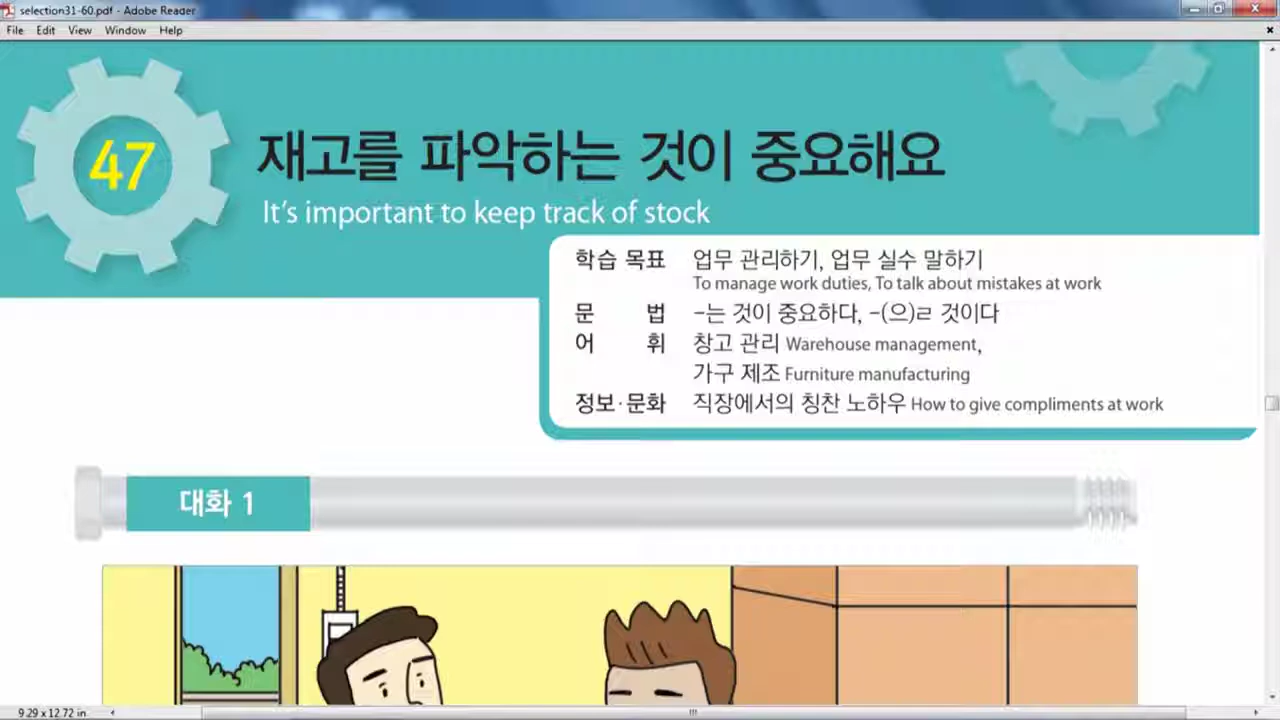 selection31-60.pdf - Adobe Reader
File Edit View Window Help
47
재고를 파악하는 것이 중요해요
It's important to keep track of stock
학습 목표 업무 관리하기, 업무 실수 말하기
To manage work duties, To talk about mistakes at work
문 법 -는 것이 중요하다, -(으)ㄹ 것이다
어 휘 창고 관리 Warehouse management,
가구 제조 Furniture manufacturing
정보·문화 직장에서의 칭찬 노하우 How to give compliments at work
대화 1
9.29 x 12.72 in